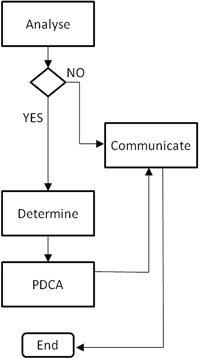 Analyse
NO
YES
Communicate
Determine
PDCA
End